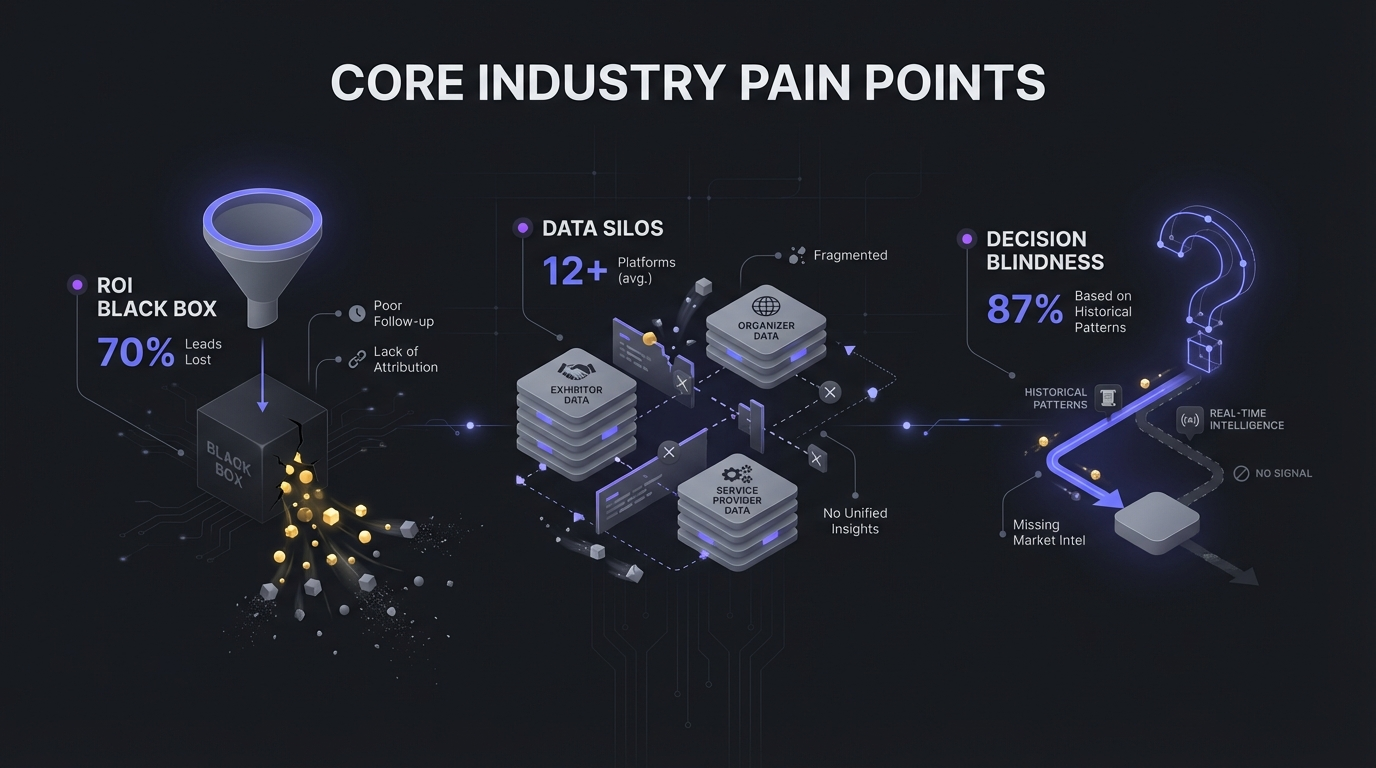 CORE INDUSTRY PAIN POINTS
ROI
BLACK BOX
70%
Leads
Lost
Poor
Follow-up
Lack of
Attribution
BLACK
BOX
DATA SILOS
12+
Platforms
(avg.)
Fragmented
ORGANIZER
DATA
EXHIBITOR
DATA
SERVICE
PROVIDER
DATA
No Unified
Insights
DECISION
BLINDNESS
87%
Based on
Historical
Patterns
HISTORICAL
PATTERNS
REAL-TIME
INTELLIGENCE
NO SIGNAL
Missing
Market Intel